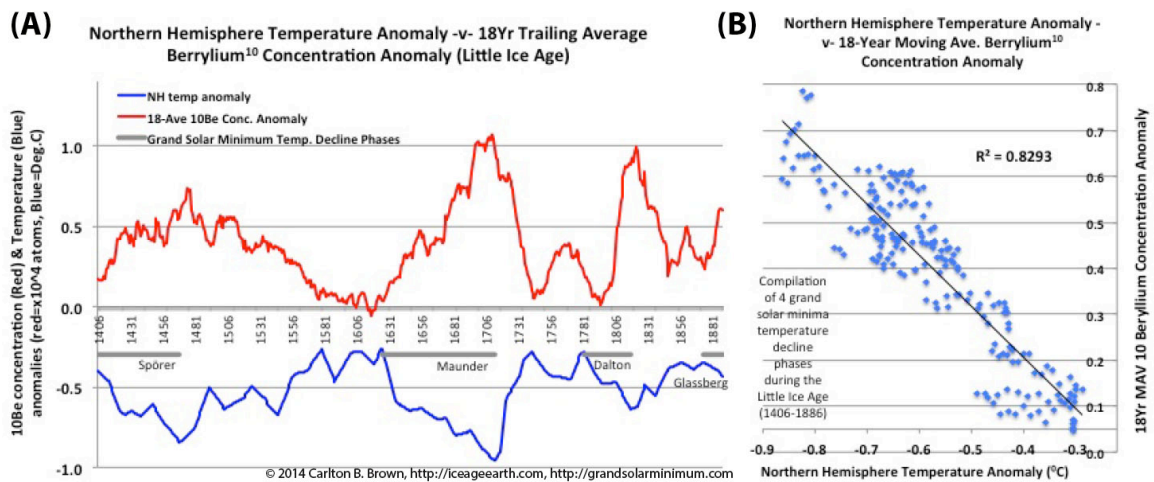 (A)
Northern Hemisphere Temperature Anomaly -v- 18Yr Trailing Average
Berrylium¹⁰ Concentration Anomaly (Little Ice Age)
10Be concentration (Red) & Temperature (Blue)
anomalies (red=x10^4 atoms, Blue=Deg.C)
NH temp anomaly
18-Ave 10Be Conc. Anomaly
Grand Solar Minimum Temp. Decline Phases
1.0
0.5
0.0
-0.5
-1.0
1406
1431
1456
1481
1506
1531
1556
1581
1606
1631
1656
1681
1706
1731
1756
1781
1806
1831
1856
1881
Spörer
Maunder
Dalton
Glassberg
© 2014 Carlton B. Brown, http://iceageearth.com, http://grandsolarminimum.com
(B)
Northern Hemisphere Temperature Anomaly -
v- 18-Year Moving Ave. Berrylium¹⁰
Concentration Anomaly
R² = 0.8293
Compilation
of 4 grand
solar minima
temperature
decline
phases
during the
Little Ice Age
(1406-1886)
0.8
0.7
0.6
0.5
0.4
0.3
0.2
0.1
0.0
18Yr MAV 10 Beryllium Concentration Anomaly
-0.9
-0.8
-0.7
-0.6
-0.5
-0.4
-0.3
Northern Hemisphere Temperature Anomaly (⁰C)